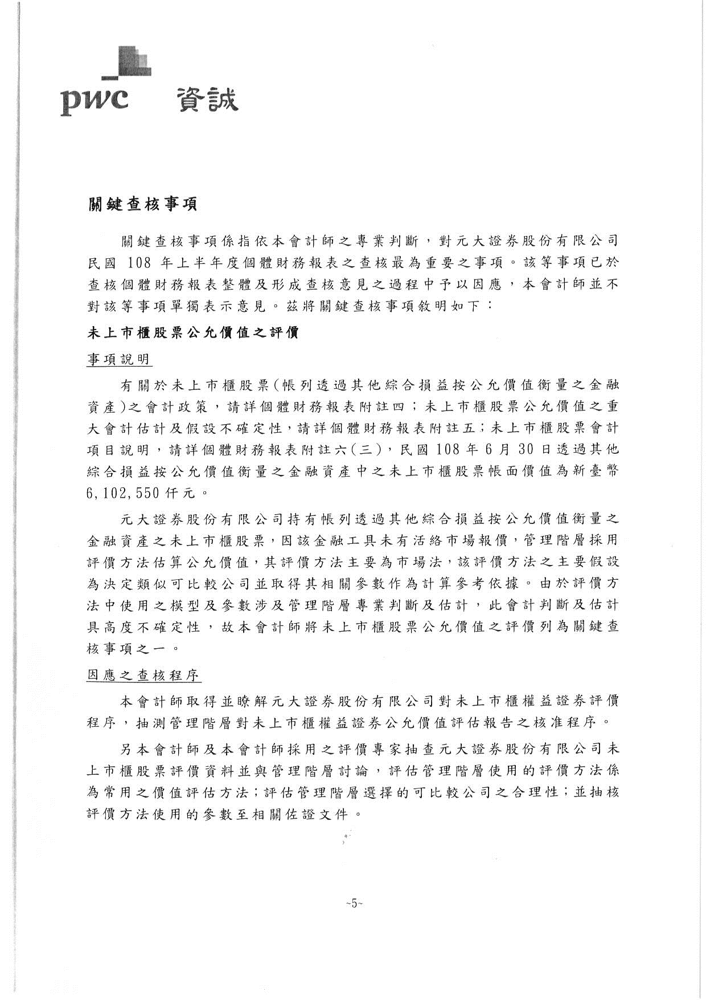 pwc 資誠
關鍵查核事項
關鍵查核事項係指依本會計師之專業判斷，對元大證券股份有限公司
民國 108 年上半年度個體財務報表之查核最為重要之事項。該等事項已於
查核個體財務報表整體及形成查核意見之過程中予以因應，本會計師並不
對該等事項單獨表示意見。茲將關鍵查核事項敘明如下：
未上市櫃股票公允價值之評價
事項說明
有關於未上市櫃股票(帳列透過其他綜合損益按公允價值衡量之金融
資產)之會計政策，請詳個體財務報表附註四；未上市櫃股票公允價值之重
大會計估計及假設不確定性，請詳個體財務報表附註五；未上市櫃股票會計
項目說明，請詳個體財務報表附註六(三)，民國 108 年 6 月 30 日透過其他
綜合損益按公允價值衡量之金融資產中之未上市櫃股票帳面價值為新臺幣
6,102,550 仟元。
元大證券股份有限公司持有帳列透過其他綜合損益按公允價值衡量之
金融資產之未上市櫃股票，因該金融工具未有活絡市場報價，管理階層採用
評價方法估算公允價值，其評價方法主要為市場法，該評價方法之主要假設
為決定類似可比較公司並取得其相關參數作為計算參考依據。由於評價方
法中使用之模型及參數涉及管理階層專業判斷及估計，此會計判斷及估計
具高度不確定性，故本會計師將未上市櫃股票公允價值之評價列為關鍵查
核事項之一。
因應之查核程序
本會計師取得並瞭解元大證券股份有限公司對未上市櫃權益證券評價
程序，抽測管理階層對未上市櫃權益證券公允價值評估報告之核准程序。
另本會計師及本會計師採用之評價專家抽查元大證券股份有限公司未
上市櫃股票評價資料並與管理階層討論，評估管理階層使用的評價方法係
為常用之價值評估方法；評估管理階層選擇的可比較公司之合理性；並抽核
評價方法使用的參數至相關佐證文件。
~5~